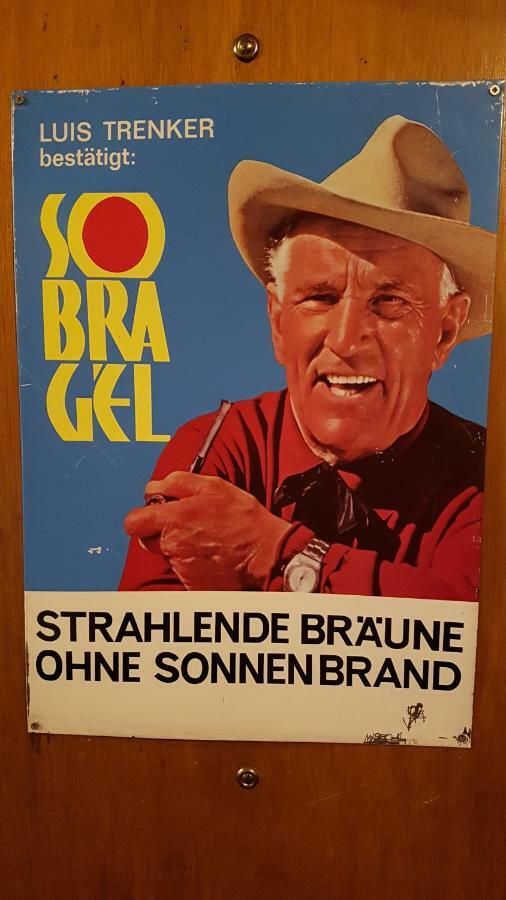 LUIS TRENKER
bestätigt:
SO
BRA
GEL
STRAHLENDE BRÄUNE
OHNE SONNENBRAND